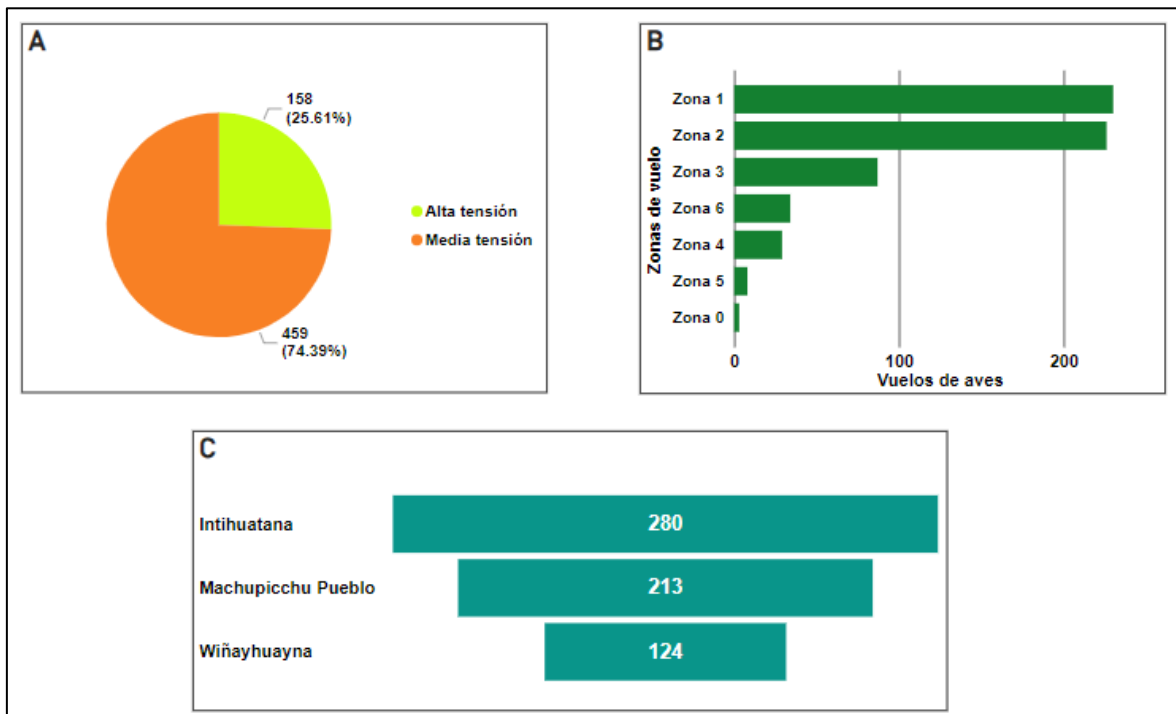 A
158
(25.61%)
Alta tensión
Media tensión
459
(74.39%)
B
Zonas de vuelo
Zona 1
Zona 2
Zona 3
Zona 6
Zona 4
Zona 5
Zona 0
0 100 200
Vuelos de aves
C
Intihuatana 280
Machupicchu Pueblo 213
Wiñayhuayna 124